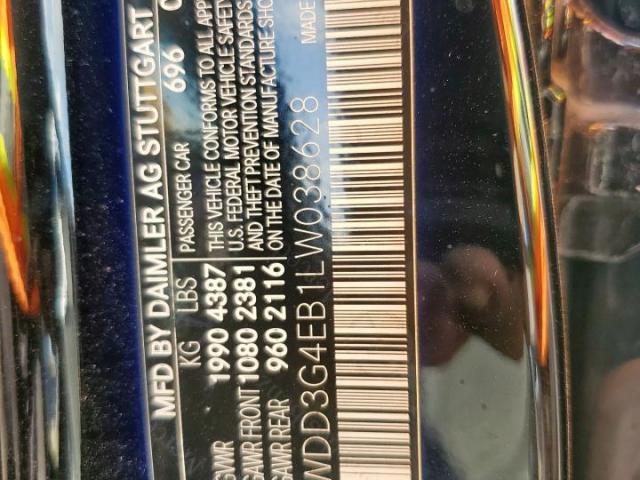 MFD BY DAIMLER AG STUTTGART
696
KG LBS PASSENGER CAR
GVWR 1990 4387 THIS VEHICLE CONFORMS TO ALL APP
GAWR FRONT 1080 2381 U.S. FEDERAL MOTOR VEHICLE SAFETY
GAWR REAR 960 2116 AND THEFT PREVENTION STANDARDS
ON THE DATE OF MANUFACTURE SHO
WDD3G4EB1LW038628 MADE